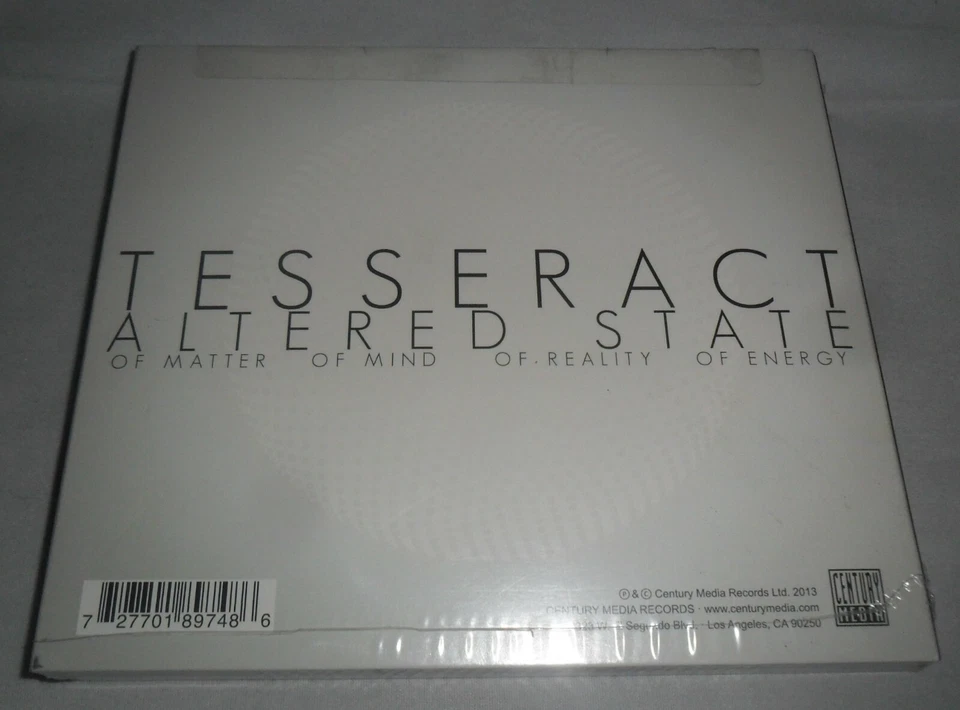 TESSERACT
ALTERED STATE
OF MATTER OF MIND OF REALITY OF ENERGY
7 27701 89748 6
℗ & © Century Media Records Ltd. 2013
CENTURY MEDIA RECORDS · www.centurymedia.com
Blvd. · Los Angeles, CA 90250
CENTURY
MEDIA